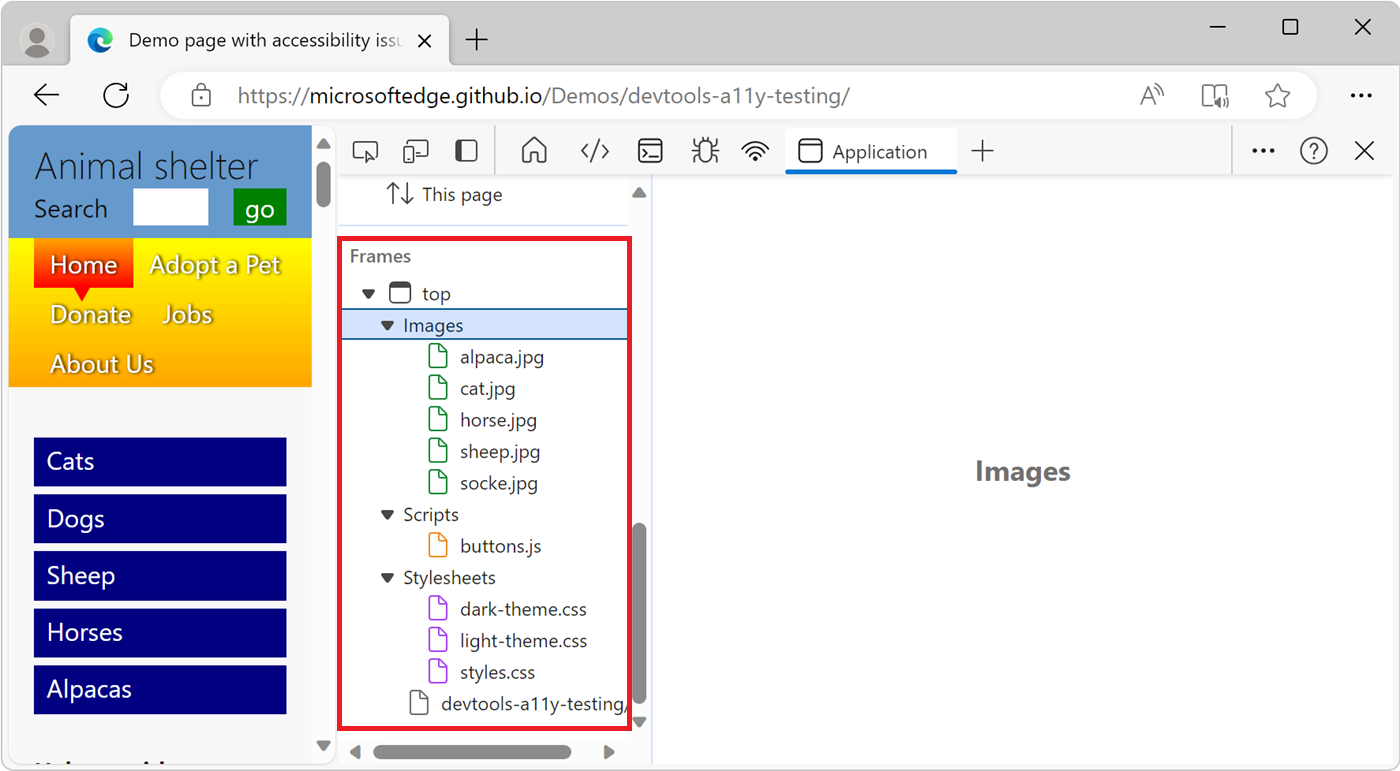 Demo page with accessibility
https://microsoftedge.github.io/Demos/devtools-a11y-testing/
Animal shelter
Search go
Home Adopt a Pet
Donate Jobs
About Us
Cats
Dogs
Sheep
Horses
Alpacas
Application
This page
Frames
top
Images
alpaca.jpg
cat.jpg
horse.jpg
sheep.jpg
socke.jpg
Scripts
buttons.js
Stylesheets
dark-theme.css
light-theme.css
styles.css
devtools-a11y-testing/
Images